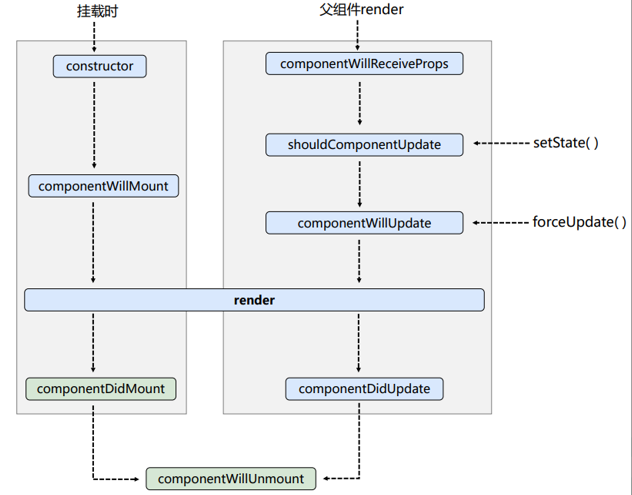 挂载时
父组件render
constructor
componentWillReceiveProps
shouldComponentUpdate
setState( )
componentWillMount
componentWillUpdate
forceUpdate( )
render
componentDidMount
componentDidUpdate
componentWillUnmount